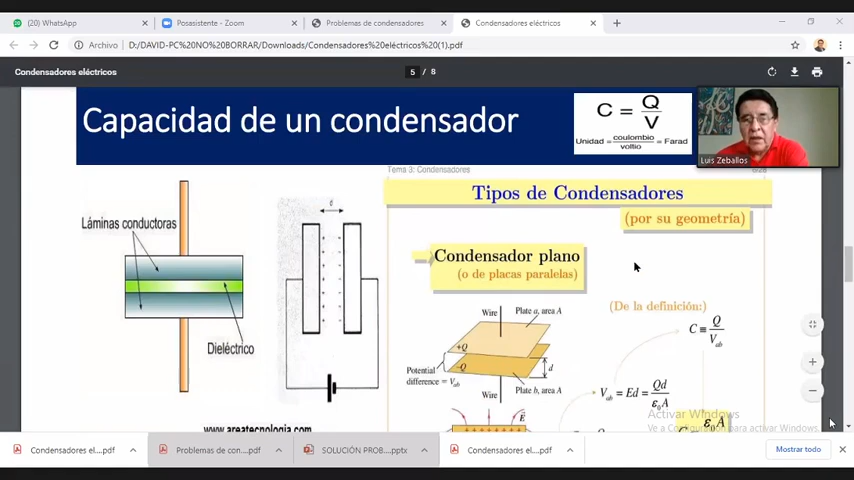 (20) WhatsApp
Posasistente - Zoom
Problemas de condensadores
Condensadores eléctricos
Archivo
D:/DAVID-PC%20NO%20BORRAR/Downloads/Condensadores%20eléctricos%20(1).pdf
Condensadores eléctricos
5 / 8
Capacidad de un condensador
C = Q
V
Unidad = coulombio
voltio = Farad
Luis Zeballos
Tema 3: Condensadores
Tipos de Condensadores
(por su geometría)
Láminas conductoras
Dieléctrico
www.areatecnologia.com
d
Condensador plano
(o de placas paralelas)
Wire
Plate a, area A
+Q
−Q
Potential
difference = Vab
d
Wire
Plate b, area A
E
(De la definición:)
C ≡ Q
Vab
Vab = Ed = Qd
ε0A
ε0A
Activar Windows
Ve a Configuración para activar Windows.
Condensadores el....pdf
Problemas de con....pdf
SOLUCIÓN PROB....pptx
Condensadores el....pdf
Mostrar todo